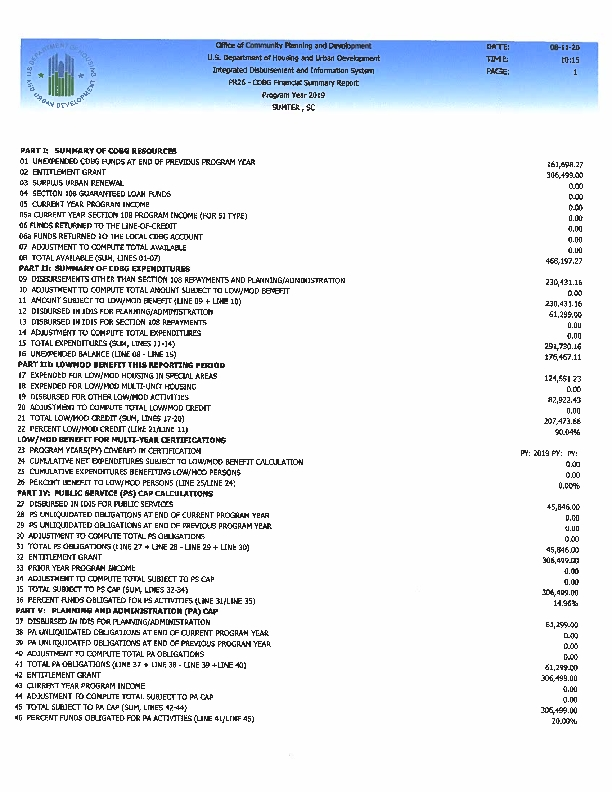 Office of Community Planning and Development
U.S. Department of Housing and Urban Development
Integrated Disbursement and Information System
PR26 - CDBG Financial Summary Report
Program Year 2019
SUMTER , SC
DATE: 08-11-20
TIME: 10:15
PAGE: 1
U.S. DEPARTMENT OF HOUSING AND URBAN DEVELOPMENT
PART I: SUMMARY OF CDBG RESOURCES
01 UNEXPENDED CDBG FUNDS AT END OF PREVIOUS PROGRAM YEAR 161,698.27
02 ENTITLEMENT GRANT 306,499.00
03 SURPLUS URBAN RENEWAL 0.00
04 SECTION 108 GUARANTEED LOAN FUNDS 0.00
05 CURRENT YEAR PROGRAM INCOME 0.00
05a CURRENT YEAR SECTION 108 PROGRAM INCOME (FOR SI TYPE) 0.00
06 FUNDS RETURNED TO THE LINE-OF-CREDIT 0.00
06a FUNDS RETURNED TO THE LOCAL CDBG ACCOUNT 0.00
07 ADJUSTMENT TO COMPUTE TOTAL AVAILABLE 0.00
08 TOTAL AVAILABLE (SUM, LINES 01-07) 468,197.27
PART II: SUMMARY OF CDBG EXPENDITURES
09 DISBURSEMENTS OTHER THAN SECTION 108 REPAYMENTS AND PLANNING/ADMINISTRATION 230,431.16
10 ADJUSTMENT TO COMPUTE TOTAL AMOUNT SUBJECT TO LOW/MOD BENEFIT 0.00
11 AMOUNT SUBJECT TO LOW/MOD BENEFIT (LINE 09 + LINE 10) 230,431.16
12 DISBURSED IN IDIS FOR PLANNING/ADMINISTRATION 61,299.00
13 DISBURSED IN IDIS FOR SECTION 108 REPAYMENTS 0.00
14 ADJUSTMENT TO COMPUTE TOTAL EXPENDITURES 0.00
15 TOTAL EXPENDITURES (SUM, LINES 11-14) 291,730.16
16 UNEXPENDED BALANCE (LINE 08 - LINE 15) 176,467.11
PART III: LOWMOD BENEFIT THIS REPORTING PERIOD
17 EXPENDED FOR LOW/MOD HOUSING IN SPECIAL AREAS 124,551.23
18 EXPENDED FOR LOW/MOD MULTI-UNIT HOUSING 0.00
19 DISBURSED FOR OTHER LOW/MOD ACTIVITIES 82,922.43
20 ADJUSTMENT TO COMPUTE TOTAL LOW/MOD CREDIT 0.00
21 TOTAL LOW/MOD CREDIT (SUM, LINES 17-20) 207,473.66
22 PERCENT LOW/MOD CREDIT (LINE 21/LINE 11) 90.04%
LOW/MOD BENEFIT FOR MULTI-YEAR CERTIFICATIONS
23 PROGRAM YEARS(PY) COVERED IN CERTIFICATION PY: 2019 PY: PY:
24 CUMULATIVE NET EXPENDITURES SUBJECT TO LOW/MOD BENEFIT CALCULATION 0.00
25 CUMULATIVE EXPENDITURES BENEFITING LOW/MOD PERSONS 0.00
26 PERCENT BENEFIT TO LOW/MOD PERSONS (LINE 25/LINE 24) 0.00%
PART IV: PUBLIC SERVICE (PS) CAP CALCULATIONS
27 DISBURSED IN IDIS FOR PUBLIC SERVICES 45,846.00
28 PS UNLIQUIDATED OBLIGATIONS AT END OF CURRENT PROGRAM YEAR 0.00
29 PS UNLIQUIDATED OBLIGATIONS AT END OF PREVIOUS PROGRAM YEAR 0.00
30 ADJUSTMENT TO COMPUTE TOTAL PS OBLIGATIONS 0.00
31 TOTAL PS OBLIGATIONS (LINE 27 + LINE 28 - LINE 29 + LINE 30) 45,846.00
32 ENTITLEMENT GRANT 306,499.00
33 PRIOR YEAR PROGRAM INCOME 0.00
34 ADJUSTMENT TO COMPUTE TOTAL SUBJECT TO PS CAP 0.00
35 TOTAL SUBJECT TO PS CAP (SUM, LINES 32-34) 306,499.00
36 PERCENT FUNDS OBLIGATED FOR PS ACTIVITIES (LINE 31/LINE 35) 14.96%
PART V: PLANNING AND ADMINISTRATION (PA) CAP
37 DISBURSED IN IDIS FOR PLANNING/ADMINISTRATION 61,299.00
38 PA UNLIQUIDATED OBLIGATIONS AT END OF CURRENT PROGRAM YEAR 0.00
39 PA UNLIQUIDATED OBLIGATIONS AT END OF PREVIOUS PROGRAM YEAR 0.00
40 ADJUSTMENT TO COMPUTE TOTAL PA OBLIGATIONS 0.00
41 TOTAL PA OBLIGATIONS (LINE 37 + LINE 38 - LINE 39 +LINE 40) 61,299.00
42 ENTITLEMENT GRANT 306,499.00
43 CURRENT YEAR PROGRAM INCOME 0.00
44 ADJUSTMENT TO COMPUTE TOTAL SUBJECT TO PA CAP 0.00
45 TOTAL SUBJECT TO PA CAP (SUM, LINES 42-44) 306,499.00
46 PERCENT FUNDS OBLIGATED FOR PA ACTIVITIES (LINE 41/LINE 45) 20.00%